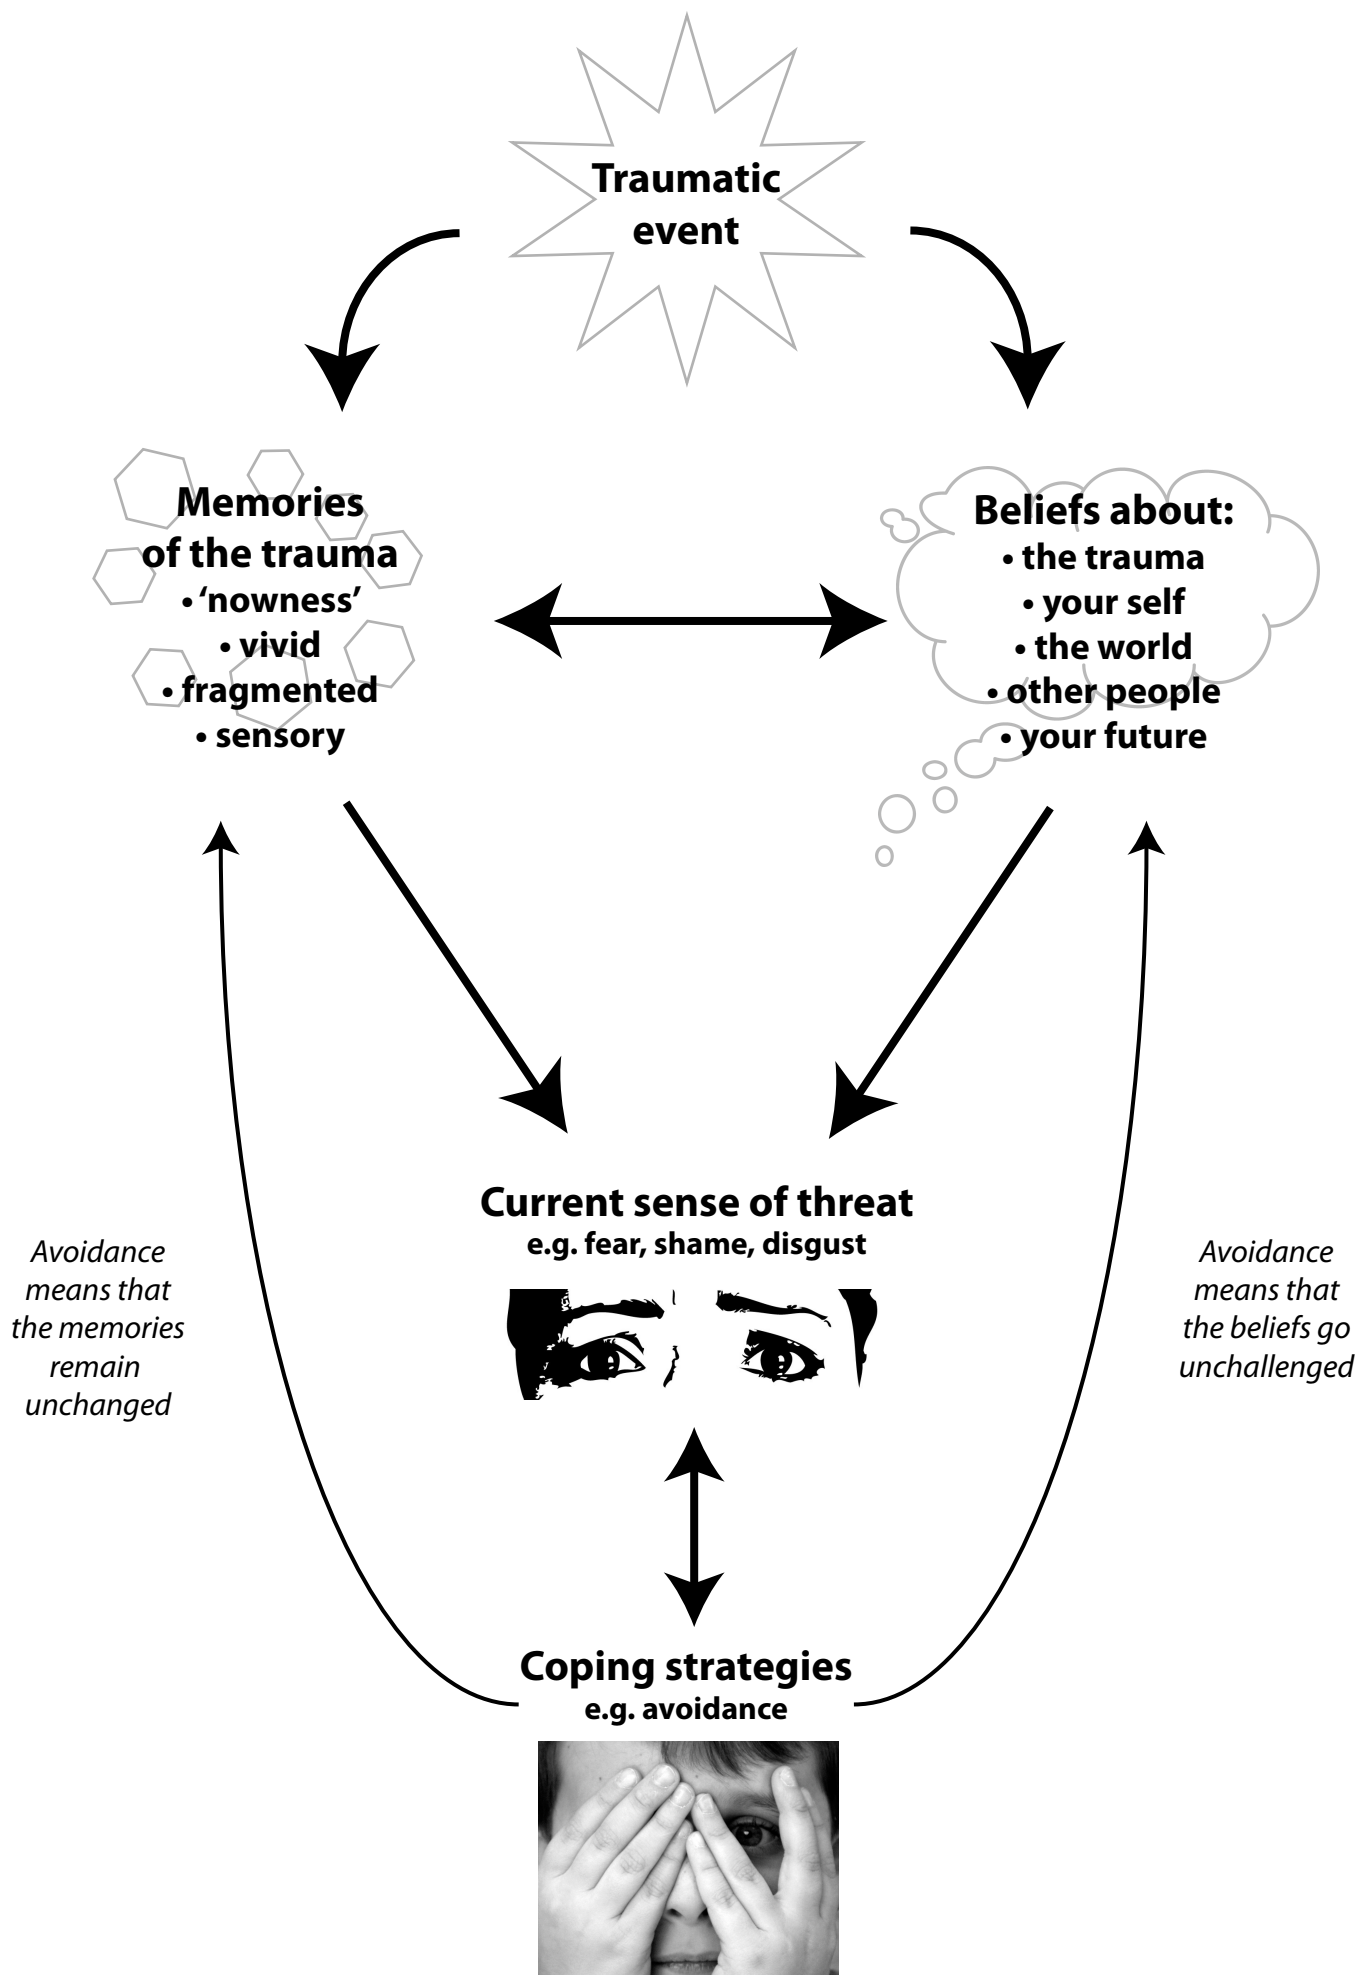 Traumatic
event
Memories
of the trauma
• ‘nowness’
• vivid
• fragmented
• sensory
Beliefs about:
• the trauma
• your self
• the world
• other people
• your future
Current sense of threat
e.g. fear, shame, disgust
Avoidance
means that
the memories
remain
unchanged
Avoidance
means that
the beliefs go
unchallenged
Coping strategies
e.g. avoidance